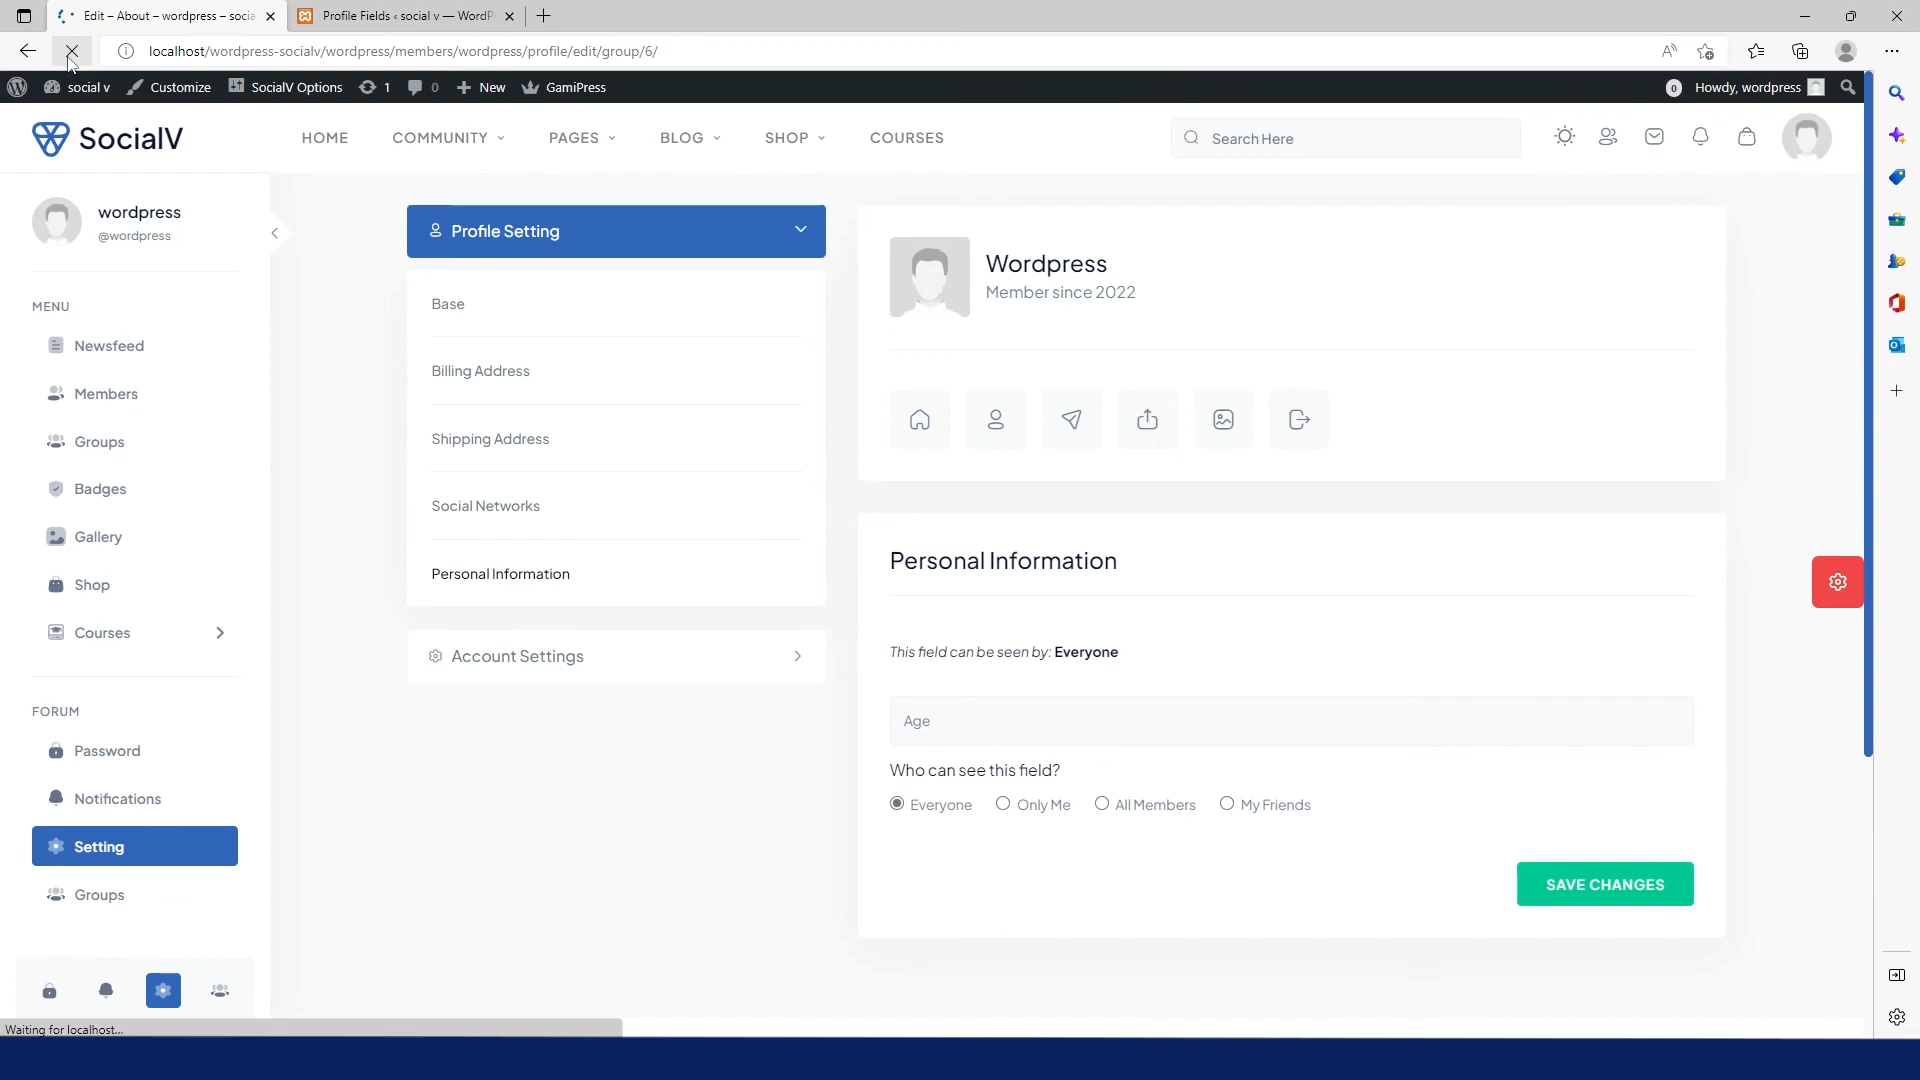 Edit – About – wordpress – socia
Profile Fields ‹ social v — WordP
localhost/wordpress-socialv/wordpress/members/wordpress/profile/edit/group/6/
social v
Customize
SocialV Options
1
0
New
GamiPress
0
Howdy, wordpress
SocialV
HOME
COMMUNITY
PAGES
BLOG
SHOP
COURSES
Search Here
wordpress
@wordpress
MENU
Newsfeed
Members
Groups
Badges
Gallery
Shop
Courses
FORUM
Password
Notifications
Setting
Groups
Profile Setting
Base
Billing Address
Shipping Address
Social Networks
Personal Information
Account Settings
Wordpress
Member since 2022
Personal Information
This field can be seen by: Everyone
Age
Who can see this field?
Everyone
Only Me
All Members
My Friends
SAVE CHANGES
Waiting for localhost...